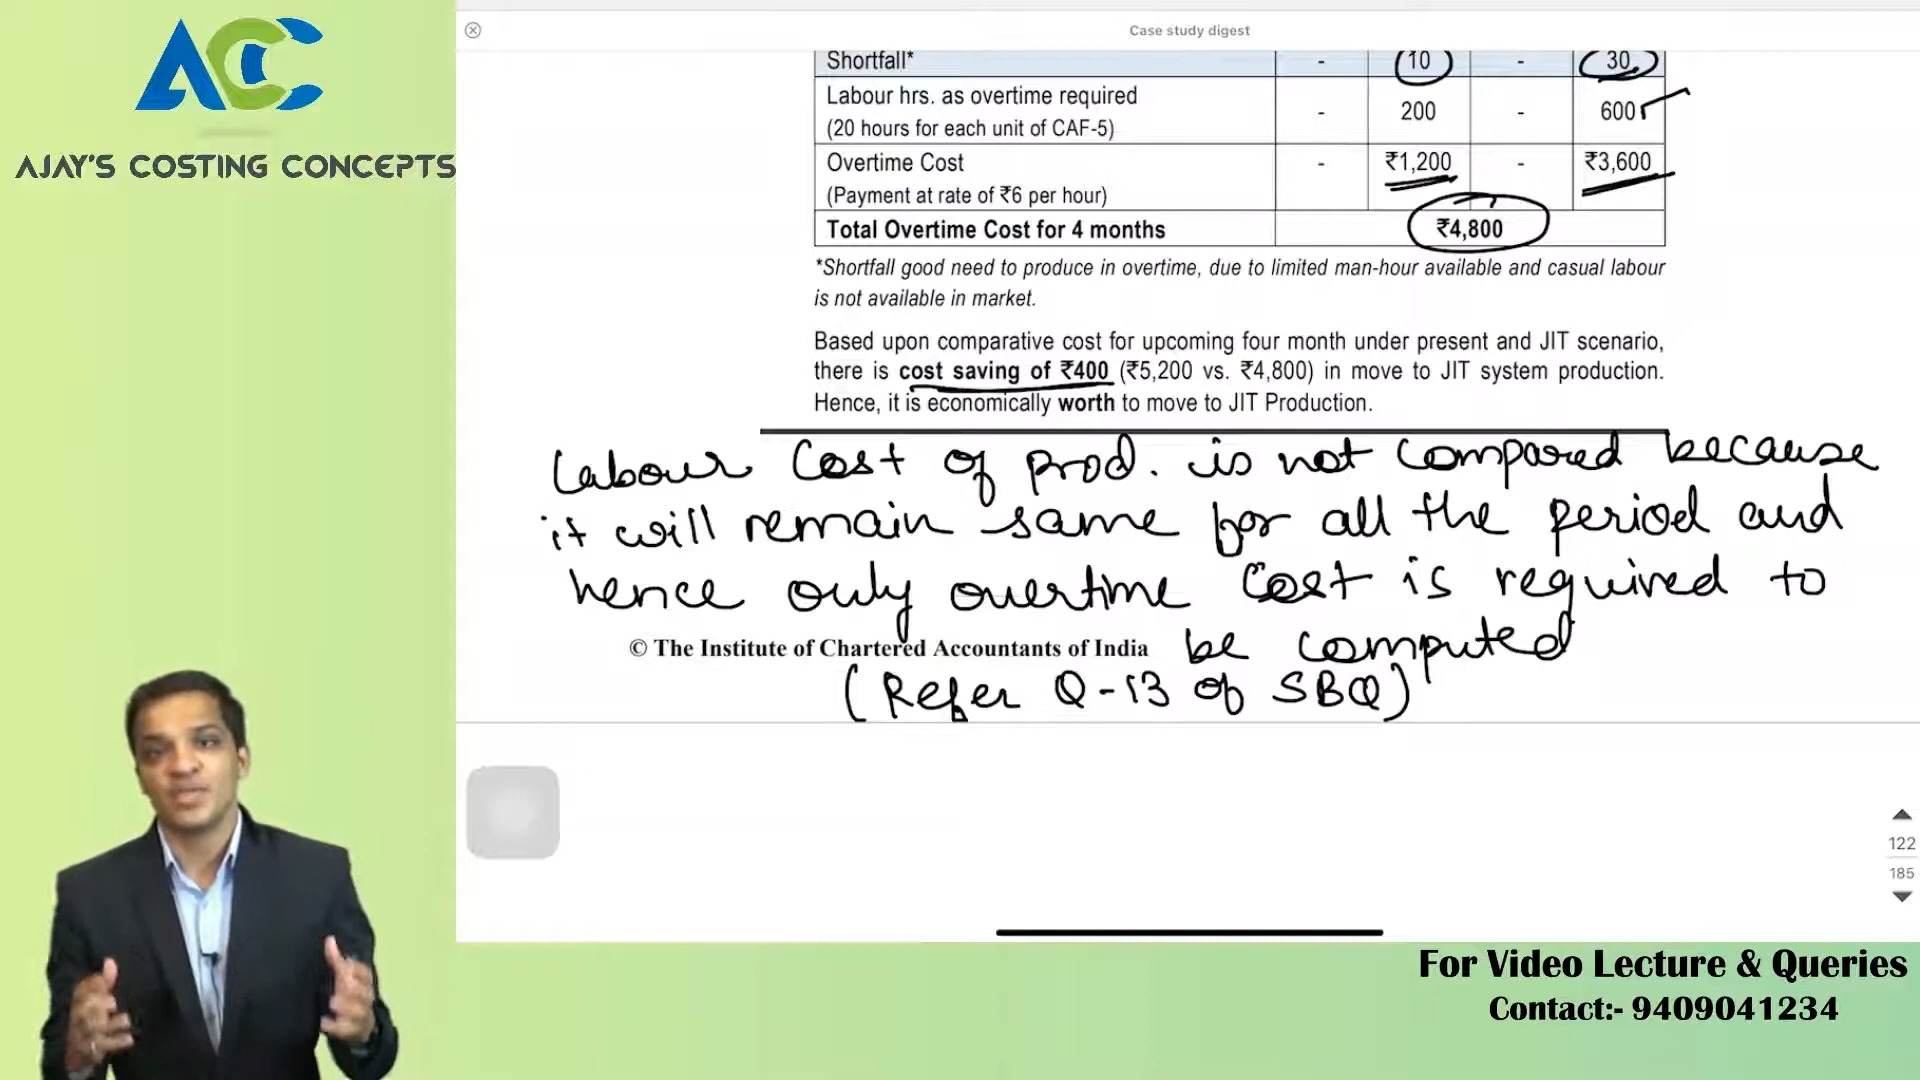 ACC
AJAY'S COSTING CONCEPTS
Case study digest
Shortfall* - 10 - 30
Labour hrs. as overtime required
(20 hours for each unit of CAF-5) - 200 - 600
Overtime Cost
(Payment at rate of ₹6 per hour) - ₹1,200 - ₹3,600
Total Overtime Cost for 4 months ₹4,800
*Shortfall good need to produce in overtime, due to limited man-hour available and casual labour
is not available in market.
Based upon comparative cost for upcoming four month under present and JIT scenario,
there is cost saving of ₹400 (₹5,200 vs. ₹4,800) in move to JIT system production.
Hence, it is economically worth to move to JIT Production.
Labour Cost of prod. is not compared because
it will remain same for all the period and
hence only overtime cost is required to
be computed
© The Institute of Chartered Accountants of India
(Refer Q-13 of SBQ)
122
185
For Video Lecture & Queries
Contact:- 9409041234